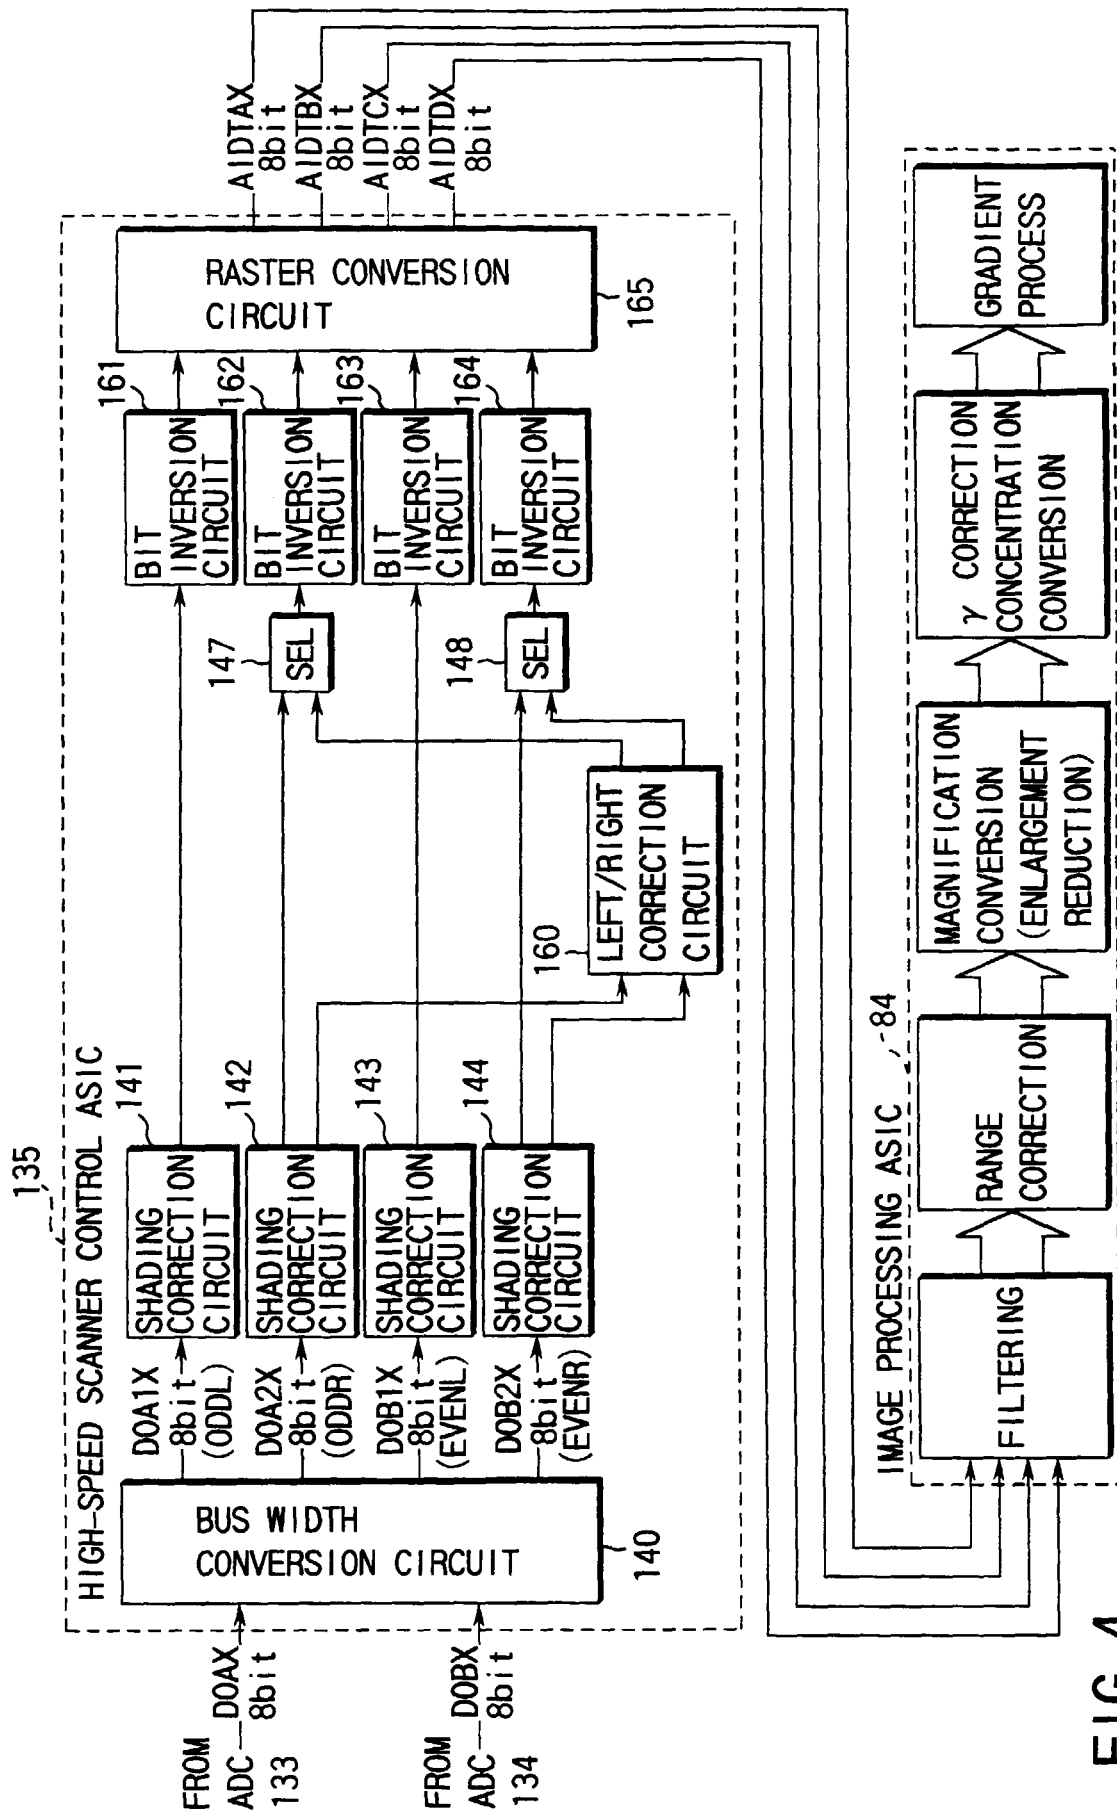 135
HIGH-SPEED SCANNER CONTROL ASIC
FROM
ADC
133
DOAX
8bit
FROM
ADC
134
DOBX
8bit
BUS WIDTH
CONVERSION CIRCUIT
140
DOA1X
8bit
(ODDL)
DOA2X
8bit
(ODDR)
DOB1X
8bit
(EVENL)
DOB2X
8bit
(EVENR)
141
SHADING
CORRECTION
CIRCUIT
142
SHADING
CORRECTION
CIRCUIT
143
SHADING
CORRECTION
CIRCUIT
144
SHADING
CORRECTION
CIRCUIT
160
LEFT/RIGHT
CORRECTION
CIRCUIT
147
SEL
148
SEL
161
BIT
INVERSION
CIRCUIT
162
BIT
INVERSION
CIRCUIT
163
BIT
INVERSION
CIRCUIT
164
BIT
INVERSION
CIRCUIT
RASTER CONVERSION
CIRCUIT
165
AIDTAX
8bit
AIDTBX
8bit
AIDTCX
8bit
AIDTDX
8bit
IMAGE PROCESSING ASIC
84
FILTERING
RANGE
CORRECTION
MAGNIFICATION
CONVERSION
(ENLARGEMENT
REDUCTION)
γ CORRECTION
CONCENTRATION
CONVERSION
GRADIENT
PROCESS
FIG. 4